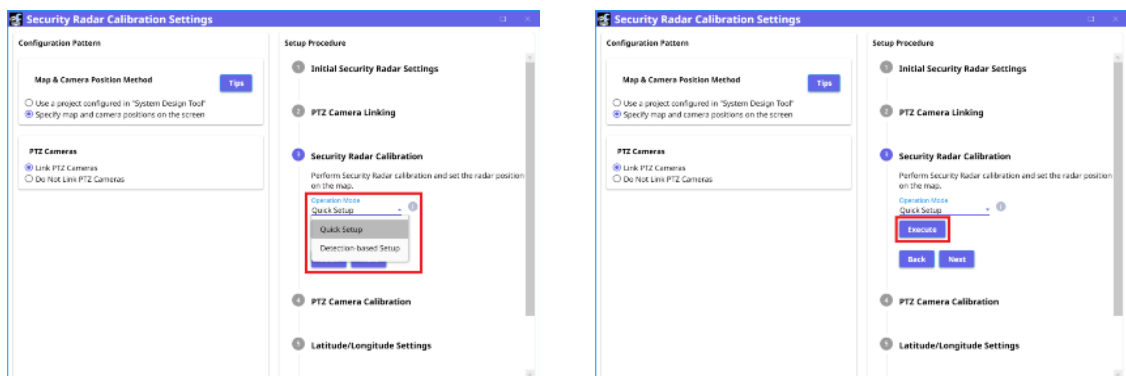 Security Radar Calibration Settings
Configuration Pattern
Map & Camera Position Method
Tips
Use a project configured in "System Design Tool"
Specify map and camera positions on the screen
PTZ Cameras
Link PTZ Cameras
Do Not Link PTZ Cameras
Setup Procedure
1 Initial Security Radar Settings
2 PTZ Camera Linking
3 Security Radar Calibration
Perform Security Radar calibration and set the radar position
on the map.
Operation Mode
Quick Setup
Quick Setup
Detection-based Setup
4 PTZ Camera Calibration
5 Latitude/Longitude Settings
Security Radar Calibration Settings
Configuration Pattern
Map & Camera Position Method
Tips
Use a project configured in "System Design Tool"
Specify map and camera positions on the screen
PTZ Cameras
Link PTZ Cameras
Do Not Link PTZ Cameras
Setup Procedure
1 Initial Security Radar Settings
2 PTZ Camera Linking
3 Security Radar Calibration
Perform Security Radar calibration and set the radar position
on the map.
Operation Mode
Quick Setup
Execute
Back Next
4 PTZ Camera Calibration
5 Latitude/Longitude Settings